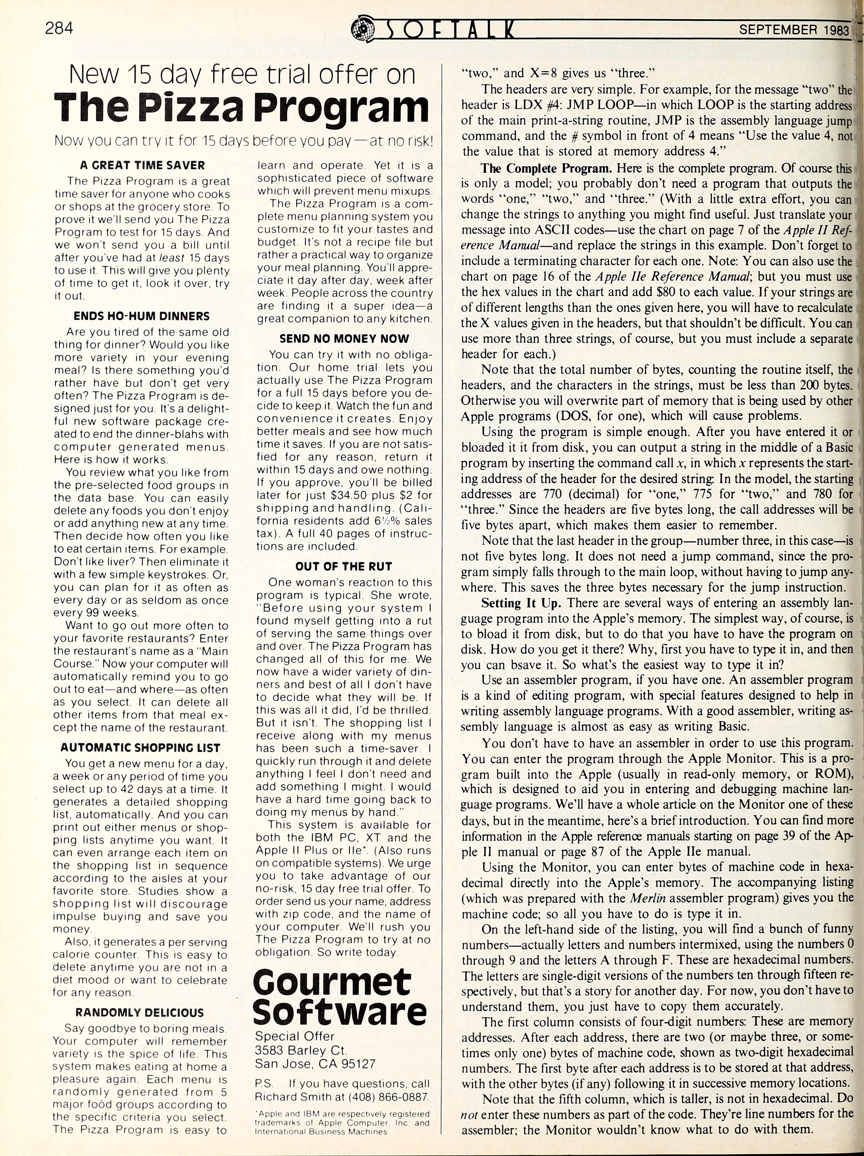 284
SOFTALK
SEPTEMBER 1983
New 15 day free trial offer on
The Pizza Program
Now you can try it for 15 days before you pay—at no risk!
A GREAT TIME SAVER
The Pizza Program is a great
time saver for anyone who cooks
or shops at the grocery store. To
prove it we'll send you The Pizza
Program to test for 15 days. And
we won't send you a bill until
after you've had at least 15 days
to use it. This will give you plenty
of time to get it, look it over, try
it out.
ENDS HO-HUM DINNERS
Are you tired of the same old
thing for dinner? Would you like
more variety in your evening
meal? Is there something you'd
rather have but don't get very
often? The Pizza Program is de-
signed just for you. It's a delight-
ful new software package cre-
ated to end the dinner-blahs with
computer generated menus.
Here is how it works.
You review what you like from
the pre-selected food groups in
the data base. You can easily
delete any foods you don't enjoy
or add anything new at any time.
Then decide how often you like
to eat certain items. For example.
Don't like liver? Then eliminate it
with a few simple keystrokes. Or,
you can plan for it as often as
every day or as seldom as once
every 99 weeks.
Want to go out more often to
your favorite restaurants? Enter
the restaurant's name as a "Main
Course." Now your computer will
automatically remind you to go
out to eat—and where—as often
as you select. It can delete all
other items from that meal ex-
cept the name of the restaurant.
AUTOMATIC SHOPPING LIST
You get a new menu for a day,
a week or any period of time you
select up to 42 days at a time. It
generates a detailed shopping
list, automatically. And you can
print out either menus or shop-
ping lists anytime you want. It
can even arrange each item on
the shopping list in sequence
according to the aisles at your
favorite store. Studies show a
shopping list will discourage
impulse buying and save you
money.
Also, it generates a per serving
calorie counter. This is easy to
delete anytime you are not in a
diet mood or want to celebrate
for any reason.
RANDOMLY DELICIOUS
Say goodbye to boring meals.
Your computer will remember
variety is the spice of life. This
system makes eating at home a
pleasure again. Each menu is
randomly generated from 5
major food groups according to
the specific criteria you select.
The Pizza Program is easy to
learn and operate. Yet it is a
sophisticated piece of software
which will prevent menu mixups.
The Pizza Program is a com-
plete menu planning system you
customize to fit your tastes and
budget. It's not a recipe file but
rather a practical way to organize
your meal planning. You'll appre-
ciate it day after day, week after
week. People across the country
are finding it a super idea—a
great companion to any kitchen.
SEND NO MONEY NOW
You can try it with no obliga-
tion. Our home trial lets you
actually use The Pizza Program
for a full 15 days before you de-
cide to keep it. Watch the fun and
convenience it creates. Enjoy
better meals and see how much
time it saves. If you are not satis-
fied for any reason, return it
within 15 days and owe nothing.
If you approve, you'll be billed
later for just $34.50 plus $2 for
shipping and handling. (Cali-
fornia residents add 6½% sales
tax). A full 40 pages of instruc-
tions are included.
OUT OF THE RUT
One woman's reaction to this
program is typical. She wrote,
"Before using your system I
found myself getting into a rut
of serving the same things over
and over. The Pizza Program has
changed all of this for me. We
now have a wider variety of din-
ners and best of all I don't have
to decide what they will be. If
this was all it did, I'd be thrilled.
But it isn't. The shopping list I
receive along with my menus
has been such a time-saver. I
quickly run through it and delete
anything I feel I don't need and
add something I might. I would
have a hard time going back to
doing my menus by hand."
This system is available for
both the IBM PC, XT and the
Apple II Plus or IIe*. (Also runs
on compatible systems). We urge
you to take advantage of our
no-risk, 15 day free trial offer. To
order send us your name, address
with zip code, and the name of
your computer. We'll rush you
The Pizza Program to try at no
obligation. So write today.
Gourmet
Software
Special Offer
3583 Barley Ct.
San Jose, CA 95127
P.S. If you have questions, call
Richard Smith at (408) 866-0887.
*Apple and IBM are respectively registered
trademarks of Apple Computer, Inc. and
International Business Machines.
"two," and X=8 gives us "three."
The headers are very simple. For example, for the message "two" the
header is LDX #4: JMP LOOP—in which LOOP is the starting address
of the main print-a-string routine, JMP is the assembly language jump
command, and the # symbol in front of 4 means "Use the value 4, not
the value that is stored at memory address 4."
The Complete Program. Here is the complete program. Of course this
is only a model; you probably don't need a program that outputs the
words "one," "two," and "three." (With a little extra effort, you can
change the strings to anything you might find useful. Just translate your
message into ASCII codes—use the chart on page 7 of the Apple II Ref-
erence Manual—and replace the strings in this example. Don't forget to
include a terminating character for each one. Note: You can also use the
chart on page 16 of the Apple IIe Reference Manual; but you must use
the hex values in the chart and add $80 to each value. If your strings are
of different lengths than the ones given here, you will have to recalculate
the X values given in the headers, but that shouldn't be difficult. You can
use more than three strings, of course, but you must include a separate
header for each.)
Note that the total number of bytes, counting the routine itself, the
headers, and the characters in the strings, must be less than 200 bytes.
Otherwise you will overwrite part of memory that is being used by other
Apple programs (DOS, for one), which will cause problems.
Using the program is simple enough. After you have entered it or
bloaded it it from disk, you can output a string in the middle of a Basic
program by inserting the command call x, in which x represents the start-
ing address of the header for the desired string: In the model, the starting
addresses are 770 (decimal) for "one," 775 for "two," and 780 for
"three." Since the headers are five bytes long, the call addresses will be
five bytes apart, which makes them easier to remember.
Note that the last header in the group—number three, in this case—is
not five bytes long. It does not need a jump command, since the pro-
gram simply falls through to the main loop, without having to jump any-
where. This saves the three bytes necessary for the jump instruction.
Setting It Up. There are several ways of entering an assembly lan-
guage program into the Apple's memory. The simplest way, of course, is
to bload it from disk, but to do that you have to have the program on
disk. How do you get it there? Why, first you have to type it in, and then
you can bsave it. So what's the easiest way to type it in?
Use an assembler program, if you have one. An assembler program
is a kind of editing program, with special features designed to help in
writing assembly language programs. With a good assembler, writing as-
sembly language is almost as easy as writing Basic.
You don't have to have an assembler in order to use this program.
You can enter the program through the Apple Monitor. This is a pro-
gram built into the Apple (usually in read-only memory, or ROM),
which is designed to aid you in entering and debugging machine lan-
guage programs. We'll have a whole article on the Monitor one of these
days, but in the meantime, here's a brief introduction. You can find more
information in the Apple reference manuals starting on page 39 of the Ap-
ple II manual or page 87 of the Apple IIe manual.
Using the Monitor, you can enter bytes of machine code in hexa-
decimal directly into the Apple's memory. The accompanying listing
(which was prepared with the Merlin assembler program) gives you the
machine code; so all you have to do is type it in.
On the left-hand side of the listing, you will find a bunch of funny
numbers—actually letters and numbers intermixed, using the numbers 0
through 9 and the letters A through F. These are hexadecimal numbers.
The letters are single-digit versions of the numbers ten through fifteen re-
spectively, but that's a story for another day. For now, you don't have to
understand them, you just have to copy them accurately.
The first column consists of four-digit numbers: These are memory
addresses. After each address, there are two (or maybe three, or some-
times only one) bytes of machine code, shown as two-digit hexadecimal
numbers. The first byte after each address is to be stored at that address,
with the other bytes (if any) following it in successive memory locations.
Note that the fifth column, which is taller, is not in hexadecimal. Do
not enter these numbers as part of the code. They're line numbers for the
assembler; the Monitor wouldn't know what to do with them.